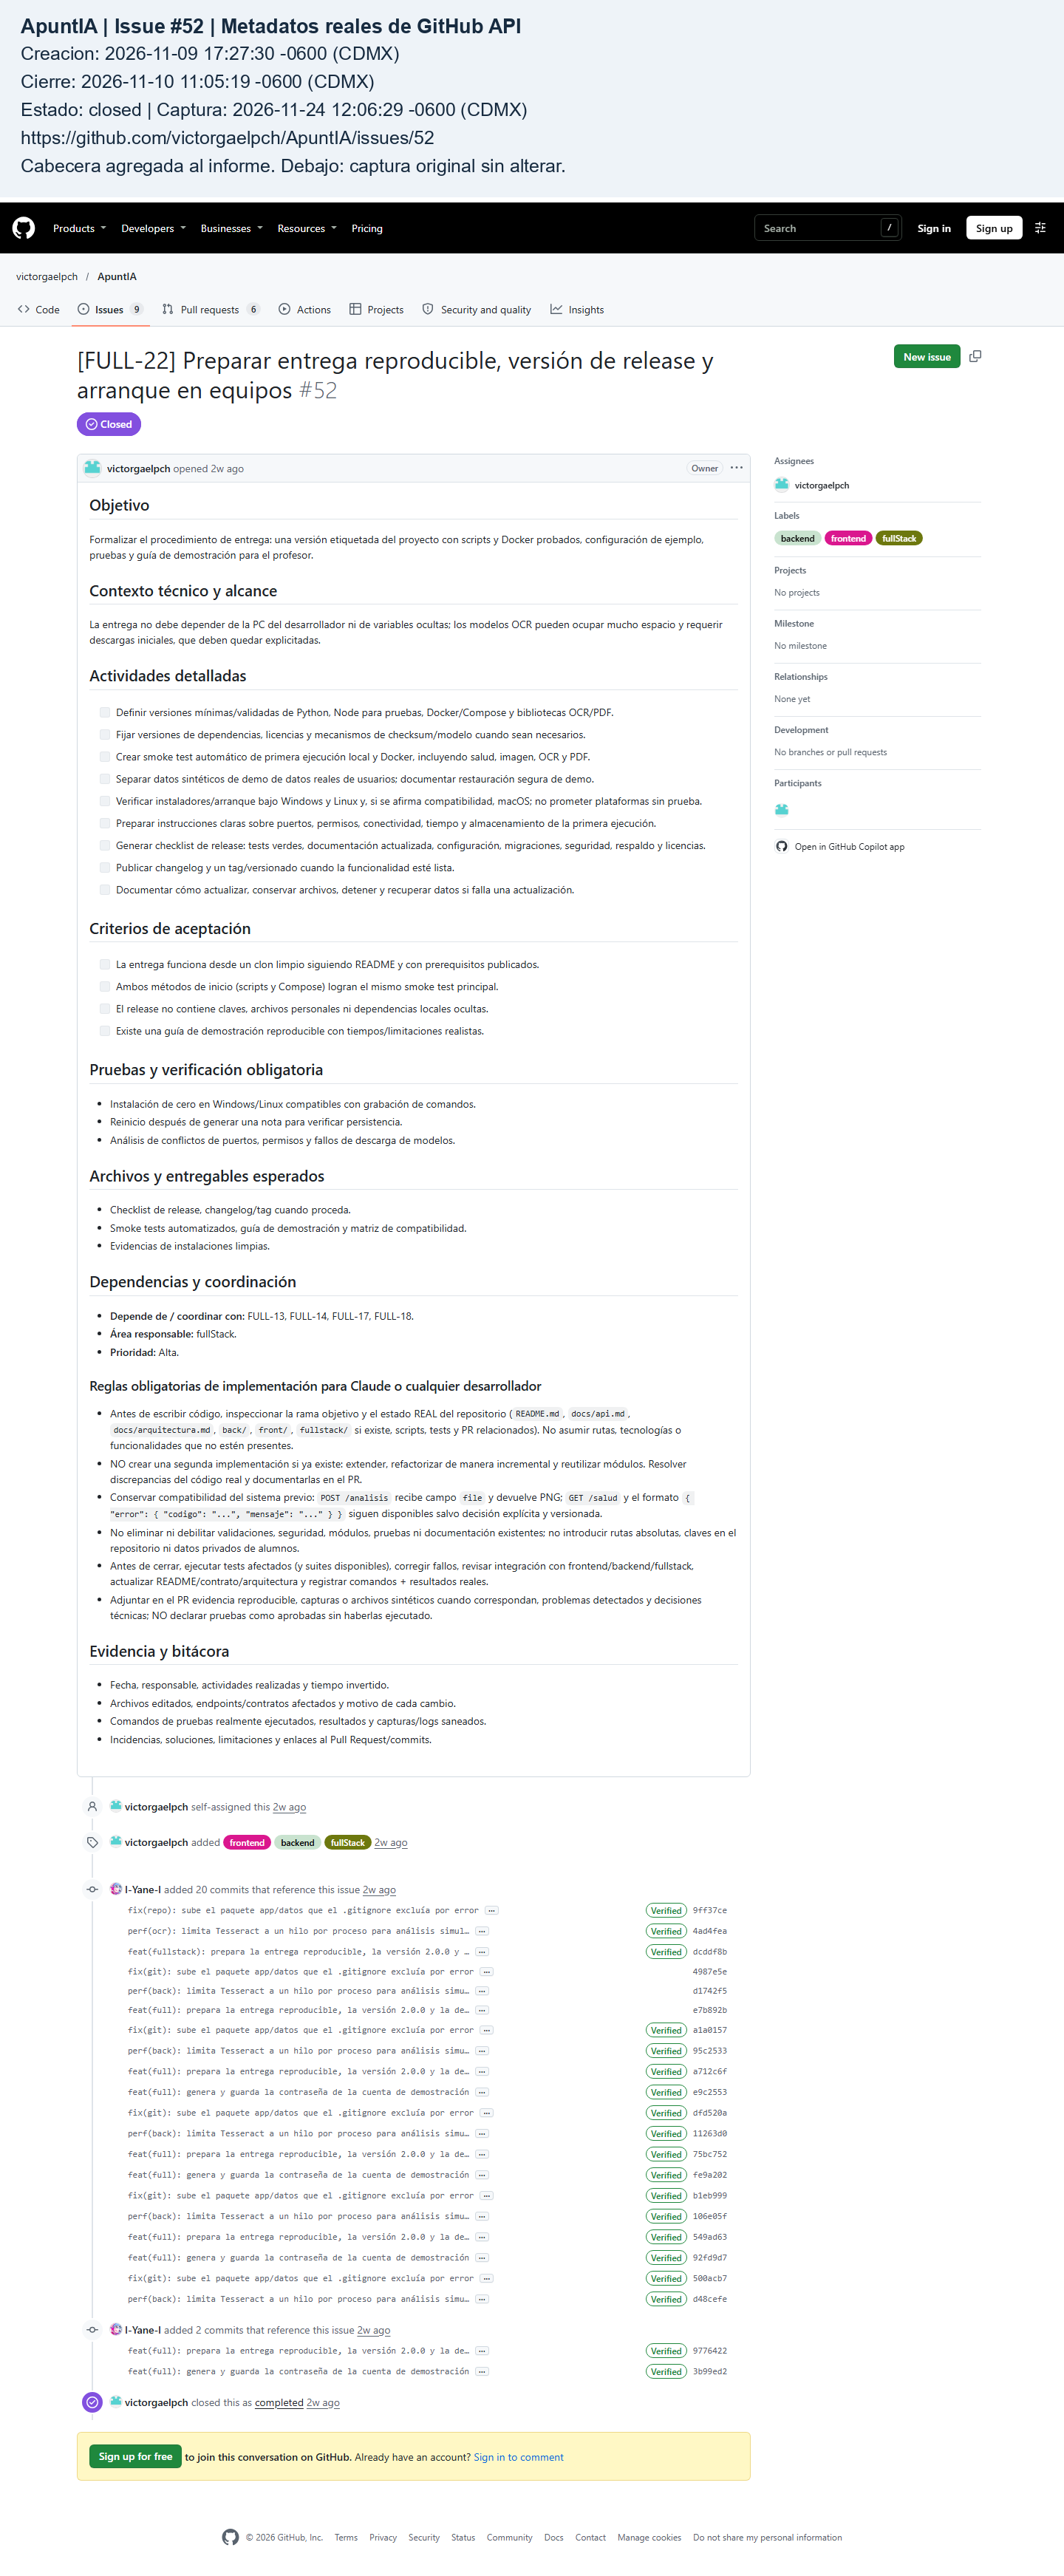 ApuntIA | Issue #52 | Metadatos reales de GitHub API
Creacion: 2026-11-09 17:27:30 -0600 (CDMX)
Cierre: 2026-11-10 11:05:19 -0600 (CDMX)
Estado: closed | Captura: 2026-11-24 12:06:29 -0600 (CDMX)
https://github.com/victorgaelpch/ApuntIA/issues/52
Cabecera agregada al informe. Debajo: captura original sin alterar.
Products Developers Businesses Resources Pricing Search / Sign in Sign up
victorgaelpch / ApuntIA
Code Issues 9 Pull requests 6 Actions Projects Security and quality Insights
[FULL-22] Preparar entrega reproducible, versión de release y
arranque en equipos #52
New issue
Closed
victorgaelpch opened 2w ago Owner ...
Objetivo
Formalizar el procedimiento de entrega: una versión etiquetada del proyecto con scripts y Docker probados, configuración de ejemplo,
pruebas y guía de demostración para el profesor.
Contexto técnico y alcance
La entrega no debe depender de la PC del desarrollador ni de variables ocultas; los modelos OCR pueden ocupar mucho espacio y requerir
descargas iniciales, que deben quedar explicitadas.
Actividades detalladas
Definir versiones mínimas/validadas de Python, Node para pruebas, Docker/Compose y bibliotecas OCR/PDF.
Fijar versiones de dependencias, licencias y mecanismos de checksum/modelo cuando sean necesarios.
Crear smoke test automático de primera ejecución local y Docker, incluyendo salud, imagen, OCR y PDF.
Separar datos sintéticos de demo de datos reales de usuarios; documentar restauración segura de demo.
Verificar instaladores/arranque bajo Windows y Linux y, si se afirma compatibilidad, macOS; no prometer plataformas sin prueba.
Preparar instrucciones claras sobre puertos, permisos, conectividad, tiempo y almacenamiento de la primera ejecución.
Generar checklist de release: tests verdes, documentación actualizada, configuración, migraciones, seguridad, respaldo y licencias.
Publicar changelog y un tag/versionado cuando la funcionalidad esté lista.
Documentar cómo actualizar, conservar archivos, detener y recuperar datos si falla una actualización.
Criterios de aceptación
La entrega funciona desde un clon limpio siguiendo README y con prerequisitos publicados.
Ambos métodos de inicio (scripts y Compose) logran el mismo smoke test principal.
El release no contiene claves, archivos personales ni dependencias locales ocultas.
Existe una guía de demostración reproducible con tiempos/limitaciones realistas.
Pruebas y verificación obligatoria
Instalación de cero en Windows/Linux compatibles con grabación de comandos.
Reinicio después de generar una nota para verificar persistencia.
Análisis de conflictos de puertos, permisos y fallos de descarga de modelos.
Archivos y entregables esperados
Checklist de release, changelog/tag cuando proceda.
Smoke tests automatizados, guía de demostración y matriz de compatibilidad.
Evidencias de instalaciones limpias.
Dependencias y coordinación
Depende de / coordinar con: FULL-13, FULL-14, FULL-17, FULL-18.
Área responsable: fullStack.
Prioridad: Alta.
Reglas obligatorias de implementación para Claude o cualquier desarrollador
Antes de escribir código, inspeccionar la rama objetivo y el estado REAL del repositorio ( README.md , docs/api.md ,
docs/arquitectura.md , back/ , front/ , fullstack/ si existe, scripts, tests y PR relacionados). No asumir rutas, tecnologías o
funcionalidades que no estén presentes.
NO crear una segunda implementación si ya existe: extender, refactorizar de manera incremental y reutilizar módulos. Resolver
discrepancias del código real y documentarlas en el PR.
Conservar compatibilidad del sistema previo: POST /analisis recibe campo file y devuelve PNG; GET /salud y el formato {
"error": { "codigo": "...", "mensaje": "..." } } siguen disponibles salvo decisión explícita y versionada.
No eliminar ni debilitar validaciones, seguridad, módulos, pruebas ni documentación existentes; no introducir rutas absolutas, claves en el
repositorio ni datos privados de alumnos.
Antes de cerrar, ejecutar tests afectados (y suites disponibles), corregir fallos, revisar integración con frontend/backend/fullstack,
actualizar README/contrato/arquitectura y registrar comandos + resultados reales.
Adjuntar en el PR evidencia reproducible, capturas o archivos sintéticos cuando correspondan, problemas detectados y decisiones
técnicas; NO declarar pruebas como aprobadas sin haberlas ejecutado.
Evidencia y bitácora
Fecha, responsable, actividades realizadas y tiempo invertido.
Archivos editados, endpoints/contratos afectados y motivo de cada cambio.
Comandos de pruebas realmente ejecutados, resultados y capturas/logs saneados.
Incidencias, soluciones, limitaciones y enlaces al Pull Request/commits.
Assignees
victorgaelpch
Labels
backend frontend fullStack
Projects
No projects
Milestone
No milestone
Relationships
None yet
Development
No branches or pull requests
Participants
Open in GitHub Copilot app
victorgaelpch self-assigned this 2w ago
victorgaelpch added frontend backend fullStack 2w ago
I-Yane-I added 20 commits that reference this issue 2w ago
fix(repo): sube el paquete app/datos que el .gitignore excluía por error ... Verified 9ff37ce
perf(ocr): limita Tesseract a un hilo por proceso para análisis simul… ... Verified 4ad4fea
feat(fullstack): prepara la entrega reproducible, la versión 2.0.0 y … ... Verified dcddf8b
fix(git): sube el paquete app/datos que el .gitignore excluía por error ... 4987e5e
perf(back): limita Tesseract a un hilo por proceso para análisis simu… ... d1742f5
feat(full): prepara la entrega reproducible, la versión 2.0.0 y la de… ... e7b892b
fix(git): sube el paquete app/datos que el .gitignore excluía por error ... Verified a1a0157
perf(back): limita Tesseract a un hilo por proceso para análisis simu… ... Verified 95c2533
feat(full): prepara la entrega reproducible, la versión 2.0.0 y la de… ... Verified a712c6f
feat(full): genera y guarda la contraseña de la cuenta de demostración ... Verified e9c2553
fix(git): sube el paquete app/datos que el .gitignore excluía por error ... Verified dfd520a
perf(back): limita Tesseract a un hilo por proceso para análisis simu… ... Verified 11263d0
feat(full): prepara la entrega reproducible, la versión 2.0.0 y la de… ... Verified 75bc752
feat(full): genera y guarda la contraseña de la cuenta de demostración ... Verified fe9a202
fix(git): sube el paquete app/datos que el .gitignore excluía por error ... Verified b1eb999
perf(back): limita Tesseract a un hilo por proceso para análisis simu… ... Verified 106e05f
feat(full): prepara la entrega reproducible, la versión 2.0.0 y la de… ... Verified 549ad63
feat(full): genera y guarda la contraseña de la cuenta de demostración ... Verified 92fd9d7
fix(git): sube el paquete app/datos que el .gitignore excluía por error ... Verified 500acb7
perf(back): limita Tesseract a un hilo por proceso para análisis simu… ... Verified d48cefe
I-Yane-I added 2 commits that reference this issue 2w ago
feat(full): prepara la entrega reproducible, la versión 2.0.0 y la de… ... Verified 9776422
feat(full): genera y guarda la contraseña de la cuenta de demostración ... Verified 3b99ed2
victorgaelpch closed this as completed 2w ago
Sign up for free to join this conversation on GitHub. Already have an account? Sign in to comment
© 2026 GitHub, Inc. Terms Privacy Security Status Community Docs Contact Manage cookies Do not share my personal information